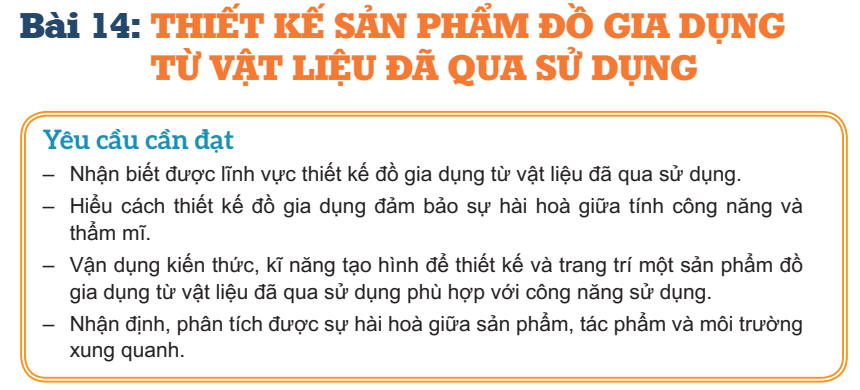 Bài 14: THIẾT KẾ SẢN PHẨM ĐỒ GIA DỤNG
TỪ VẬT LIỆU ĐÃ QUA SỬ DỤNG
Yêu cầu cần đạt
– Nhận biết được lĩnh vực thiết kế đồ gia dụng từ vật liệu đã qua sử dụng.
– Hiểu cách thiết kế đồ gia dụng đảm bảo sự hài hoà giữa tính công năng và
thẩm mĩ.
– Vận dụng kiến thức, kĩ năng tạo hình để thiết kế và trang trí một sản phẩm đồ
gia dụng từ vật liệu đã qua sử dụng phù hợp với công năng sử dụng.
– Nhận định, phân tích được sự hài hoà giữa sản phẩm, tác phẩm và môi trường
xung quanh.